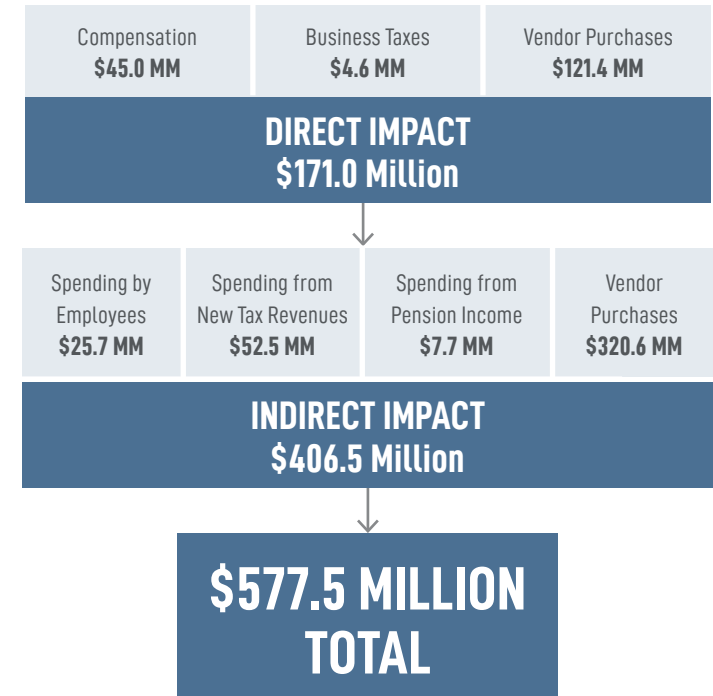 Compensation
$45.0 MM
Business Taxes
$4.6 MM
Vendor Purchases
$121.4 MM
DIRECT IMPACT
$171.0 Million
Spending by
Employees
$25.7 MM
Spending from
New Tax Revenues
$52.5 MM
Spending from
Pension Income
$7.7 MM
Vendor
Purchases
$320.6 MM
INDIRECT IMPACT
$406.5 Million
$577.5 MILLION
TOTAL